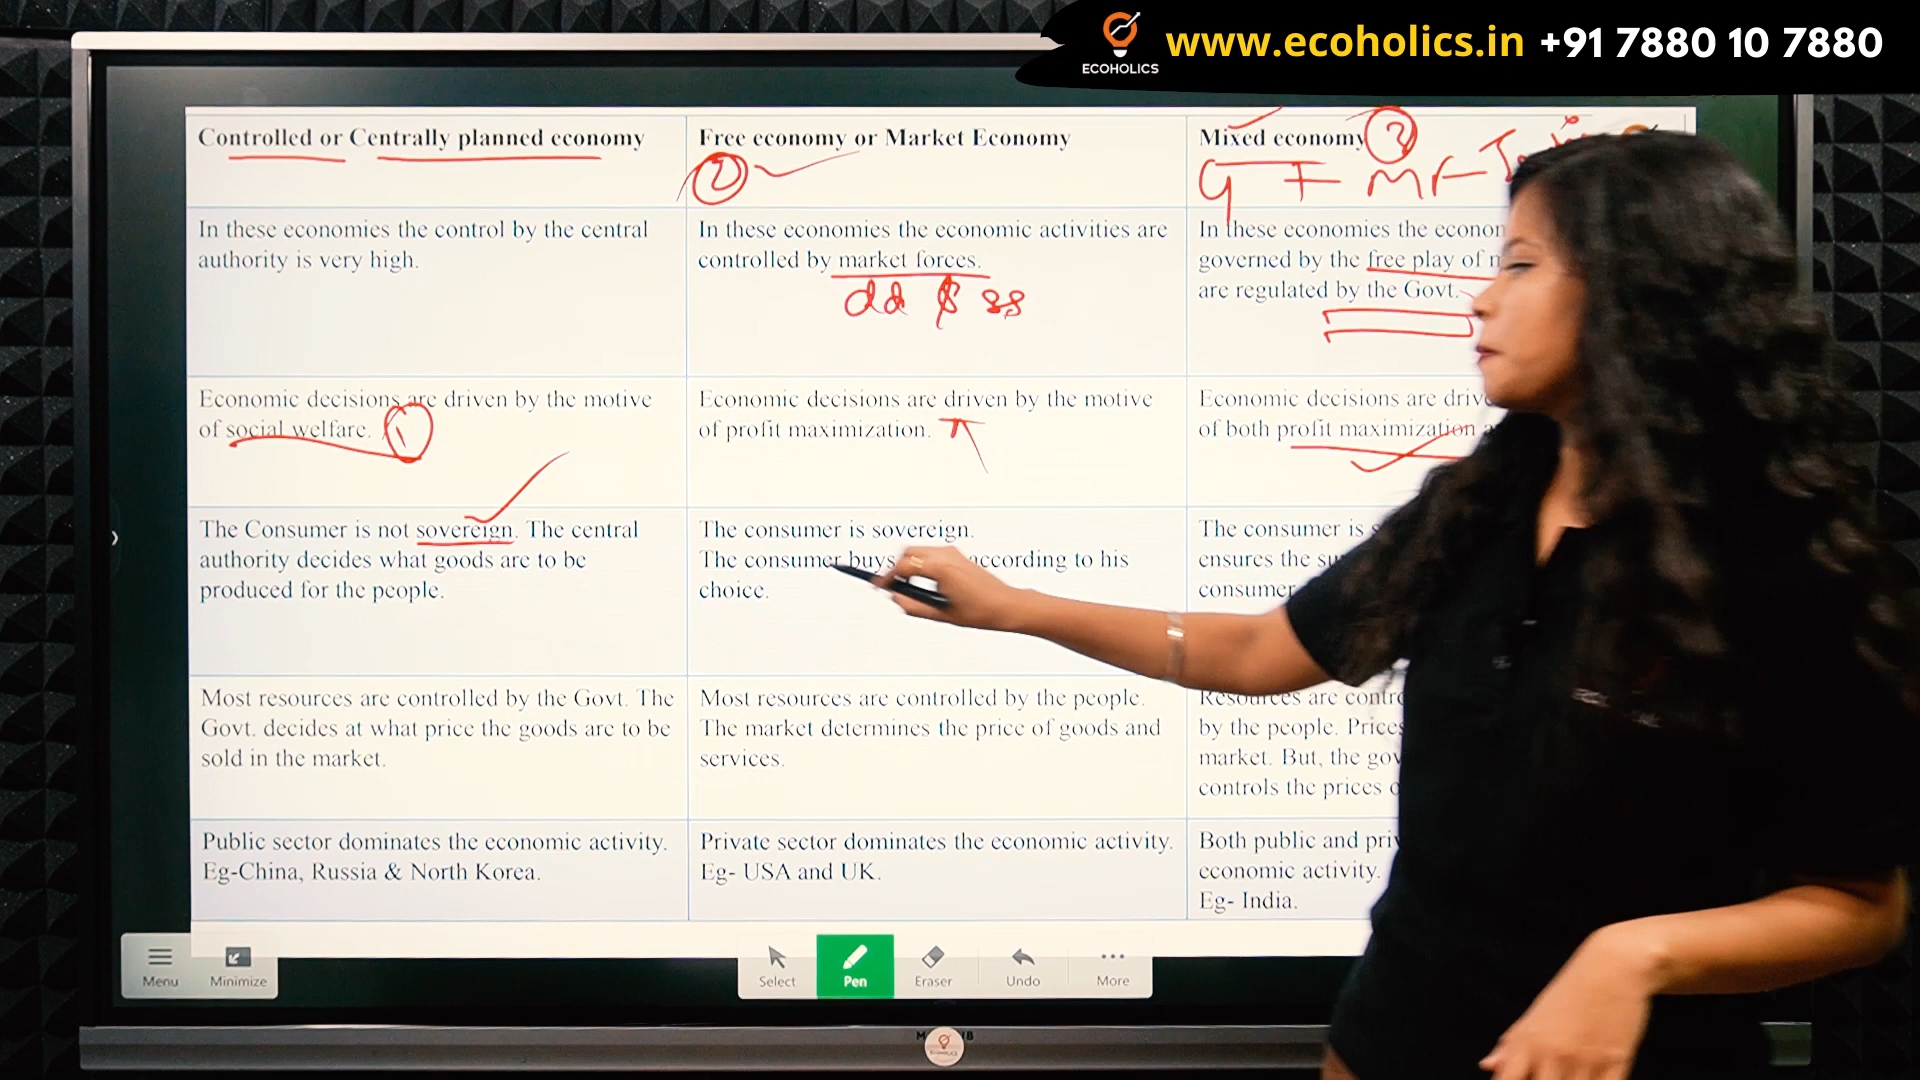 ECOHOLICS
www.ecoholics.in +91 7880 10 7880
Controlled or Centrally planned economy
Free economy or Market Economy
2
Mixed economy
G I M
In these economies the control by the central
authority is very high.
In these economies the economic activities are
controlled by market forces.
dd & ss
In these economies the
governed by the free play of
are regulated by the Govt.
Economic decisions are driven by the motive
of social welfare.
1
Economic decisions are driven by the motive
of profit maximization.
Economic decisions are
of both profit maximization
The Consumer is not sovereign. The central
authority decides what goods are to be
produced for the people.
The consumer is sovereign.
The consumer buys according to his
choice.
The consumer is
ensures the
consumer
Most resources are controlled by the Govt. The
Govt. decides at what price the goods are to be
sold in the market.
Most resources are controlled by the people.
The market determines the price of goods and
services.
Resources are
by the people. Prices
market. But, the
controls the prices
Public sector dominates the economic activity.
Eg-China, Russia & North Korea.
Private sector dominates the economic activity.
Eg- USA and UK.
Both public and
economic activity.
Eg- India.
Menu
Minimize
Select
Pen
Eraser
Undo
More